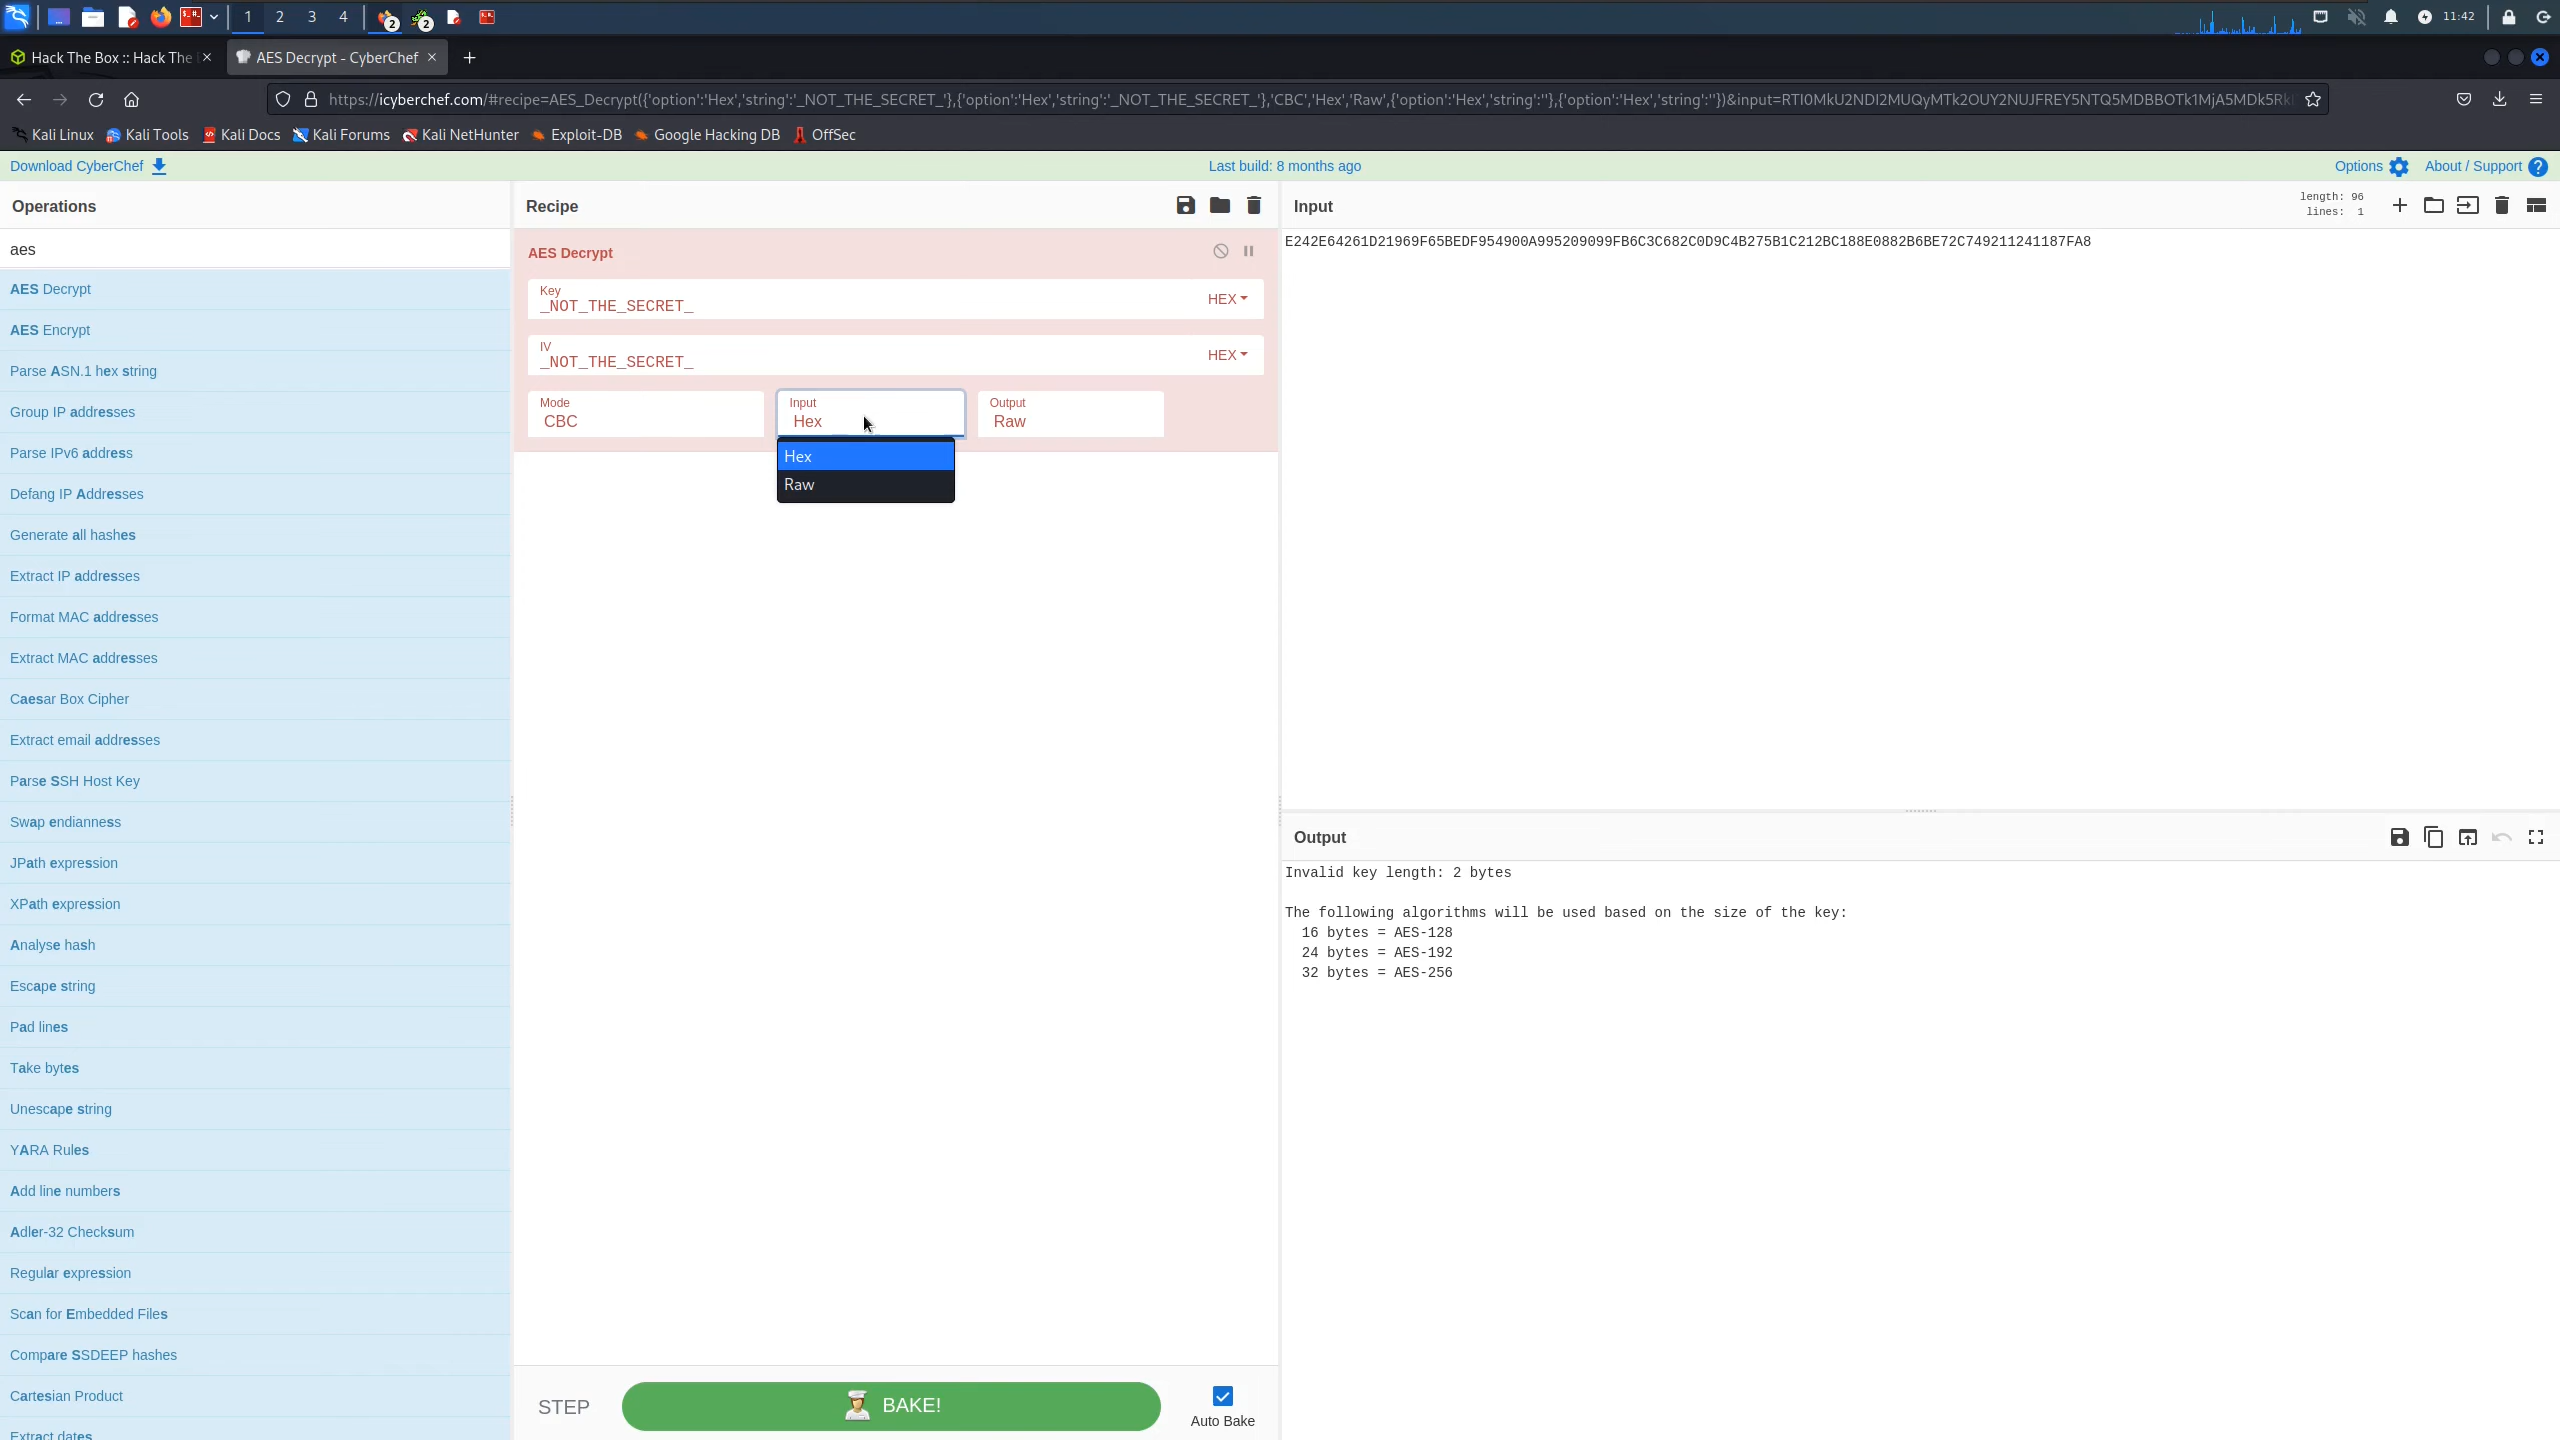 1 2 3 4 2 2 11:42
Hack The Box :: Hack The
AES Decrypt - CyberChef
https://icyberchef.com/#recipe=AES_Decrypt({'option':'Hex','string':'_NOT_THE_SECRET_'},{'option':'Hex','string':'_NOT_THE_SECRET_'},'CBC','Hex','Raw',{'option':'Hex','string':''},{'option':'Hex','string':''})&input=RTI0MkU2NDI2MUQyMTk2OUY2NUJFREY5NTQ5MDBBOTk1MjA5MDk5Rk
Kali Linux Kali Tools Kali Docs Kali Forums Kali NetHunter Exploit-DB Google Hacking DB OffSec
Download CyberChef
Last build: 8 months ago
Options About / Support
Operations
aes
AES Decrypt
AES Encrypt
Parse ASN.1 hex string
Group IP addresses
Parse IPv6 address
Defang IP Addresses
Generate all hashes
Extract IP addresses
Format MAC addresses
Extract MAC addresses
Caesar Box Cipher
Extract email addresses
Parse SSH Host Key
Swap endianness
JPath expression
XPath expression
Analyse hash
Escape string
Pad lines
Take bytes
Unescape string
YARA Rules
Add line numbers
Adler-32 Checksum
Regular expression
Scan for Embedded Files
Compare SSDEEP hashes
Cartesian Product
Extract dates
Recipe
AES Decrypt
Key
_NOT_THE_SECRET_
HEX
IV
_NOT_THE_SECRET_
HEX
Mode
CBC
Input
Hex
Output
Raw
Hex
Raw
STEP
BAKE!
Auto Bake
Input
length: 96
lines: 1
E242E64261D21969F65BEDF954900A995209099FB6C3C682C0D9C4B275B1C212BC188E0882B6BE72C749211241187FA8
Output
Invalid key length: 2 bytes
The following algorithms will be used based on the size of the key:
16 bytes = AES-128
24 bytes = AES-192
32 bytes = AES-256